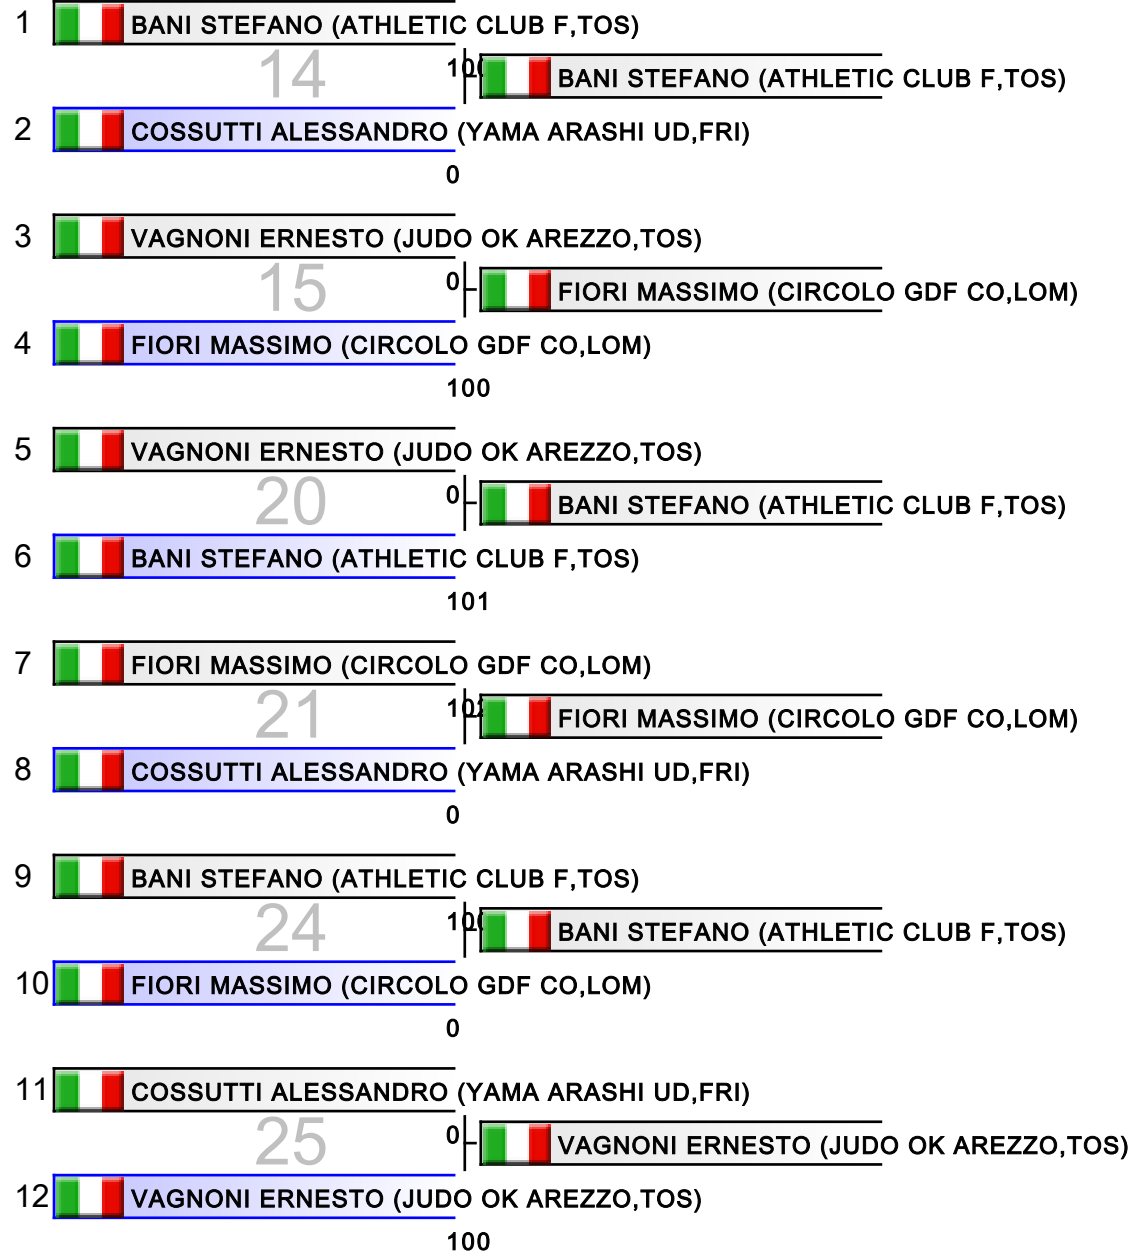 1 BANI STEFANO (ATHLETIC CLUB F,TOS)
14
BANI STEFANO (ATHLETIC CLUB F,TOS)
2 COSSUTTI ALESSANDRO (YAMA ARASHI UD,FRI)
0
3 VAGNONI ERNESTO (JUDO OK AREZZO,TOS)
15 0
FIORI MASSIMO (CIRCOLO GDF CO,LOM)
4 FIORI MASSIMO (CIRCOLO GDF CO,LOM)
100
5 VAGNONI ERNESTO (JUDO OK AREZZO,TOS)
20 0
BANI STEFANO (ATHLETIC CLUB F,TOS)
6 BANI STEFANO (ATHLETIC CLUB F,TOS)
101
7 FIORI MASSIMO (CIRCOLO GDF CO,LOM)
21
FIORI MASSIMO (CIRCOLO GDF CO,LOM)
8 COSSUTTI ALESSANDRO (YAMA ARASHI UD,FRI)
0
9 BANI STEFANO (ATHLETIC CLUB F,TOS)
24
BANI STEFANO (ATHLETIC CLUB F,TOS)
10 FIORI MASSIMO (CIRCOLO GDF CO,LOM)
0
11 COSSUTTI ALESSANDRO (YAMA ARASHI UD,FRI)
25 0
VAGNONI ERNESTO (JUDO OK AREZZO,TOS)
12 VAGNONI ERNESTO (JUDO OK AREZZO,TOS)
100